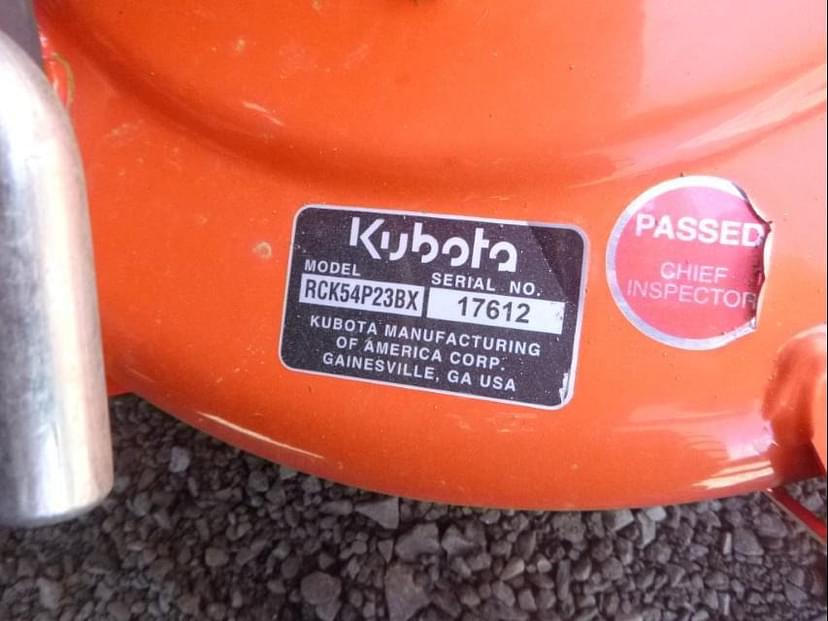 Kubota
MODEL
SERIAL NO.
RCK54P23BX
17612
KUBOTA MANUFACTURING
OF AMERICA CORP.
GAINESVILLE, GA USA
PASSED
CHIEF
INSPECTOR